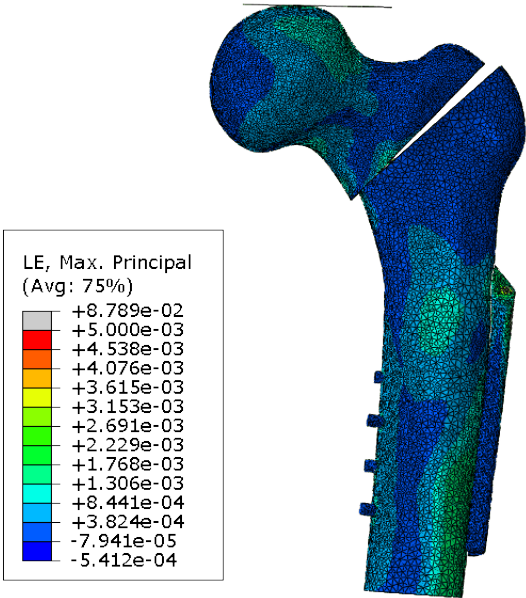 LE, Max. Principal
(Avg: 75%)
+8.789e-02
+5.000e-03
+4.538e-03
+4.076e-03
+3.615e-03
+3.153e-03
+2.691e-03
+2.229e-03
+1.768e-03
+1.306e-03
+8.441e-04
+3.824e-04
-7.941e-05
-5.412e-04